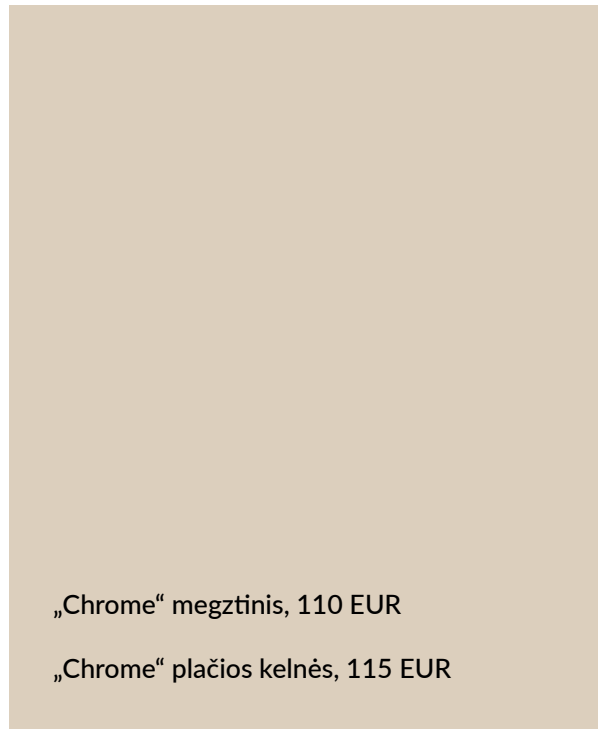 „Chrome“ megztinis, 110 EUR
„Chrome“ plačios kelnės, 115 EUR